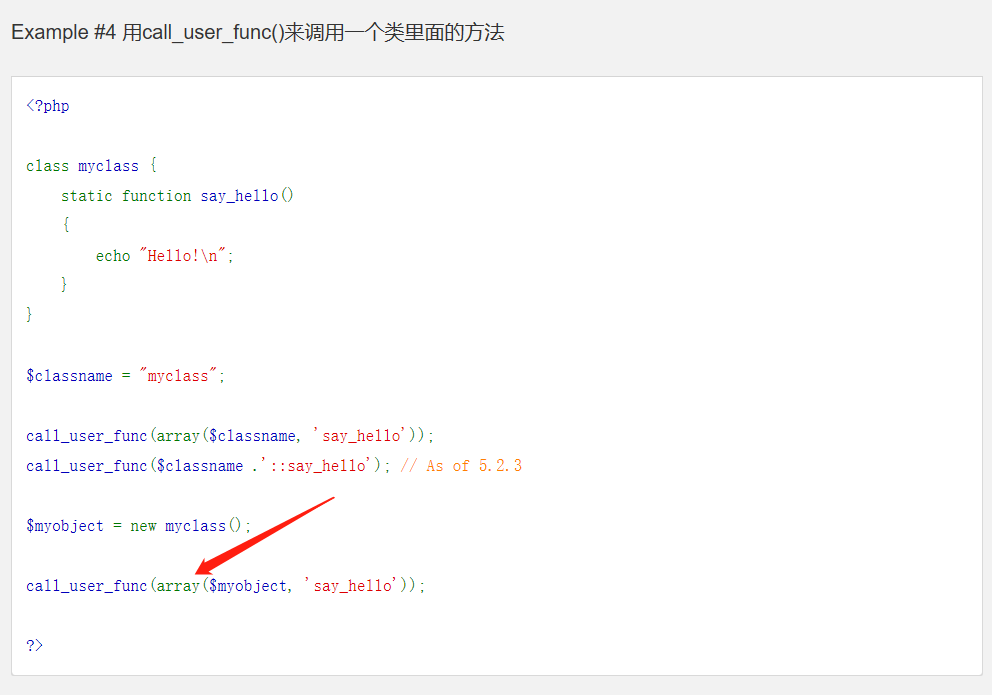 Example #4 用call_user_func()来调用一个类里面的方法
<?php
class myclass {
static function say_hello()
{
echo "Hello!\n";
}
}
$classname = "myclass";
call_user_func(array($classname, 'say_hello'));
call_user_func($classname .'::say_hello'); // As of 5.2.3
$myobject = new myclass();
call_user_func(array($myobject, 'say_hello'));
?>